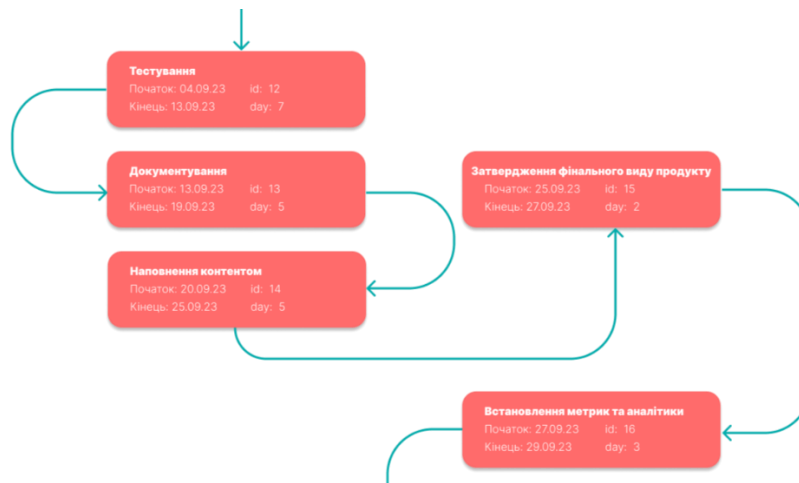 Тестування
Початок: 04.09.23 id: 12
Кінець: 13.09.23 day: 7
Документування
Початок: 13.09.23 id: 13
Кінець: 19.09.23 day: 5
Наповнення контентом
Початок: 20.09.23 id: 14
Кінець: 25.09.23 day: 5
Затвердження фінального виду продукту
Початок: 25.09.23 id: 15
Кінець: 27.09.23 day: 2
Встановлення метрик та аналітики
Початок: 27.09.23 id: 16
Кінець: 29.09.23 day: 3